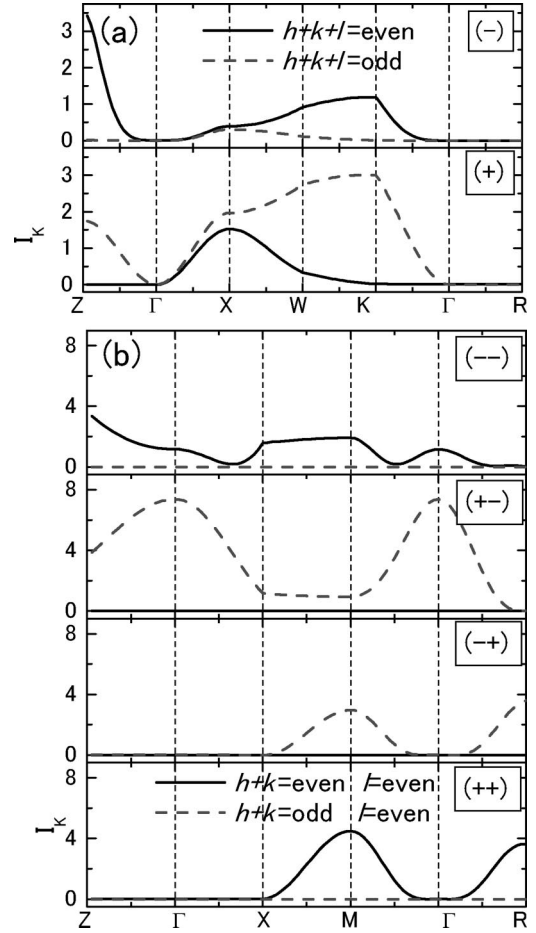 (a) h+k+l=even (-)
h+k+l=odd
3
2
1
0
(+)
3
2
1
0
I_K
Z Γ X W K Γ R
(b) (--)
8
4
0
(+-)
8
4
0
(-+)
8
4
0
h+k=even l=even (++)
h+k=odd l=even
8
4
0
I_K
Z Γ X M Γ R